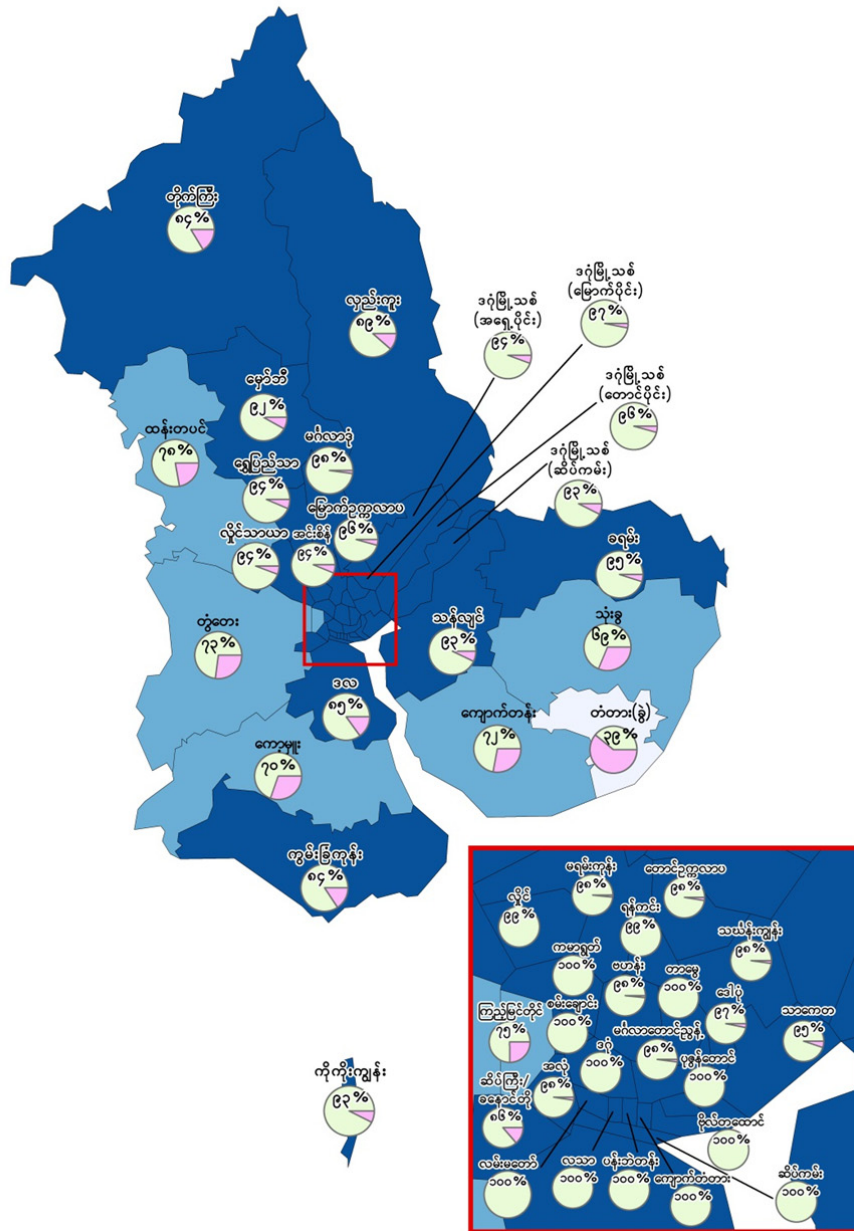 တိုက်ကြီး
၈၄%
လှည်းကူး
၈၉%
ဒဂုံမြို့သစ်
(မြောက်ပိုင်း)
၉၇%
ဒဂုံမြို့သစ်
(အရှေ့ပိုင်း)
၉၄%
မှော်ဘီ
၉၂%
ဒဂုံမြို့သစ်
(တောင်ပိုင်း)
၉၆%
ထန်းတပင်
၇၈%
မင်္ဂလာဒုံ
၉၈%
ရွှေပြည်သာ
၉၄%
ဒဂုံမြို့သစ်
(ဆိပ်ကမ်း)
၉၃%
မြောက်ဥက္ကလာပ
၉၆%
လှိုင်သာယာ
၉၄%
အင်းစိန်
၉၄%
ခရမ်း
၉၅%
တွံတေး
၇၃%
သန်လျင်
၉၃%
သုံးခွ
၆၉%
ဒလ
၈၅%
ကျောက်တန်း
၇၂%
တံတား(ခွဲ)
၃၉%
ကော့မှူး
၇၀%
ကွမ်းခြံကုန်း
၈၄%
ကိုကိုးကျွန်း
၉၃%
မရမ်းကုန်း
၉၈%
တောင်ဥက္ကလာပ
၉၈%
လှိုင်
၉၉%
ရန်ကင်း
၉၉%
သင်္ဃန်းကျွန်း
၉၈%
ကမာရွတ်
၁၀၀%
ဗဟန်း
၉၈%
တာမွေ
၁၀၀%
ဒေါပုံ
၉၇%
သာကေတ
၉၅%
ကြည့်မြင်တိုင်
၇၅%
စမ်းချောင်း
၁၀၀%
မင်္ဂလာတောင်ညွန့်
၉၈%
ဒဂုံ
၁၀၀%
ပုဇွန်တောင်
၁၀၀%
ဆိပ်ကြီး/
ခနောင်တို
၈၆%
အလုံ
၉၈%
ဗိုလ်တထောင်
၁၀၀%
လမ်းမတော်
၁၀၀%
လသာ
၁၀၀%
ပန်းဘဲတန်း
၁၀၀%
ကျောက်တံတား
၁၀၀%
ဆိပ်ကမ်း
၁၀၀%